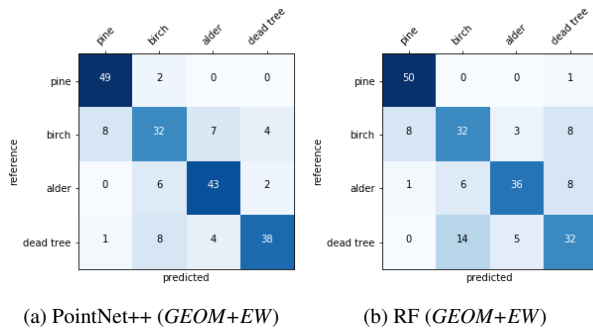 pine birch alder dead tree
pine 49 2 0 0
birch 8 32 7 4
alder 0 6 43 2
dead tree 1 8 4 38
reference
predicted
(a) PointNet++ (GEOM+EW)
pine birch alder dead tree
pine 50 0 0 1
birch 8 32 3 8
alder 1 6 36 8
dead tree 0 14 5 32
reference
predicted
(b) RF (GEOM+EW)